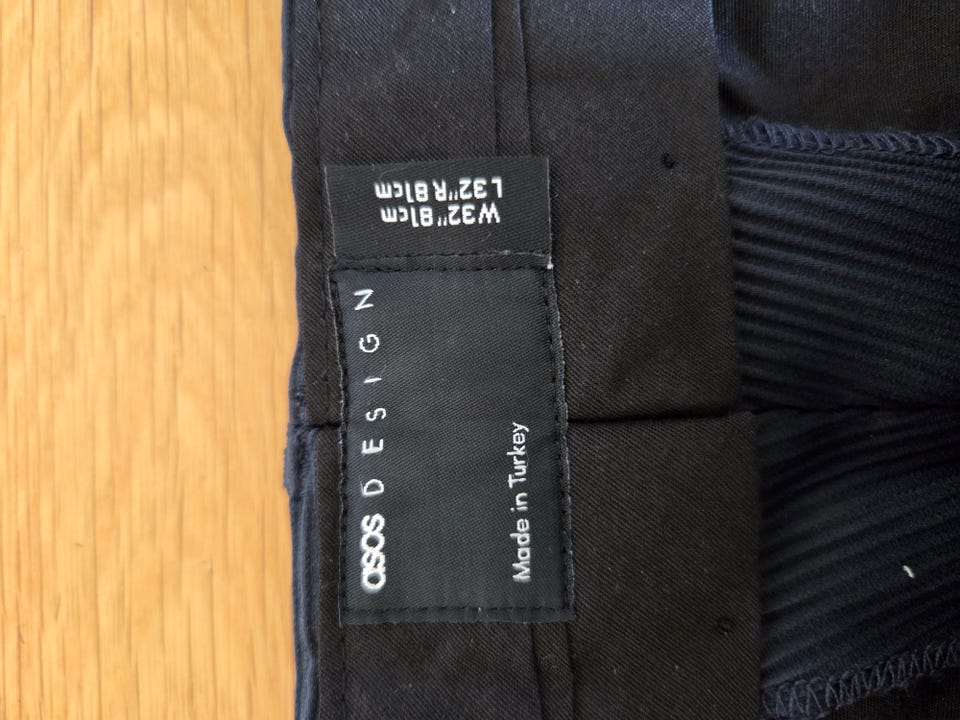 W32" 81cm
L32" R 81cm
asos DESIGN
Made in Turkey